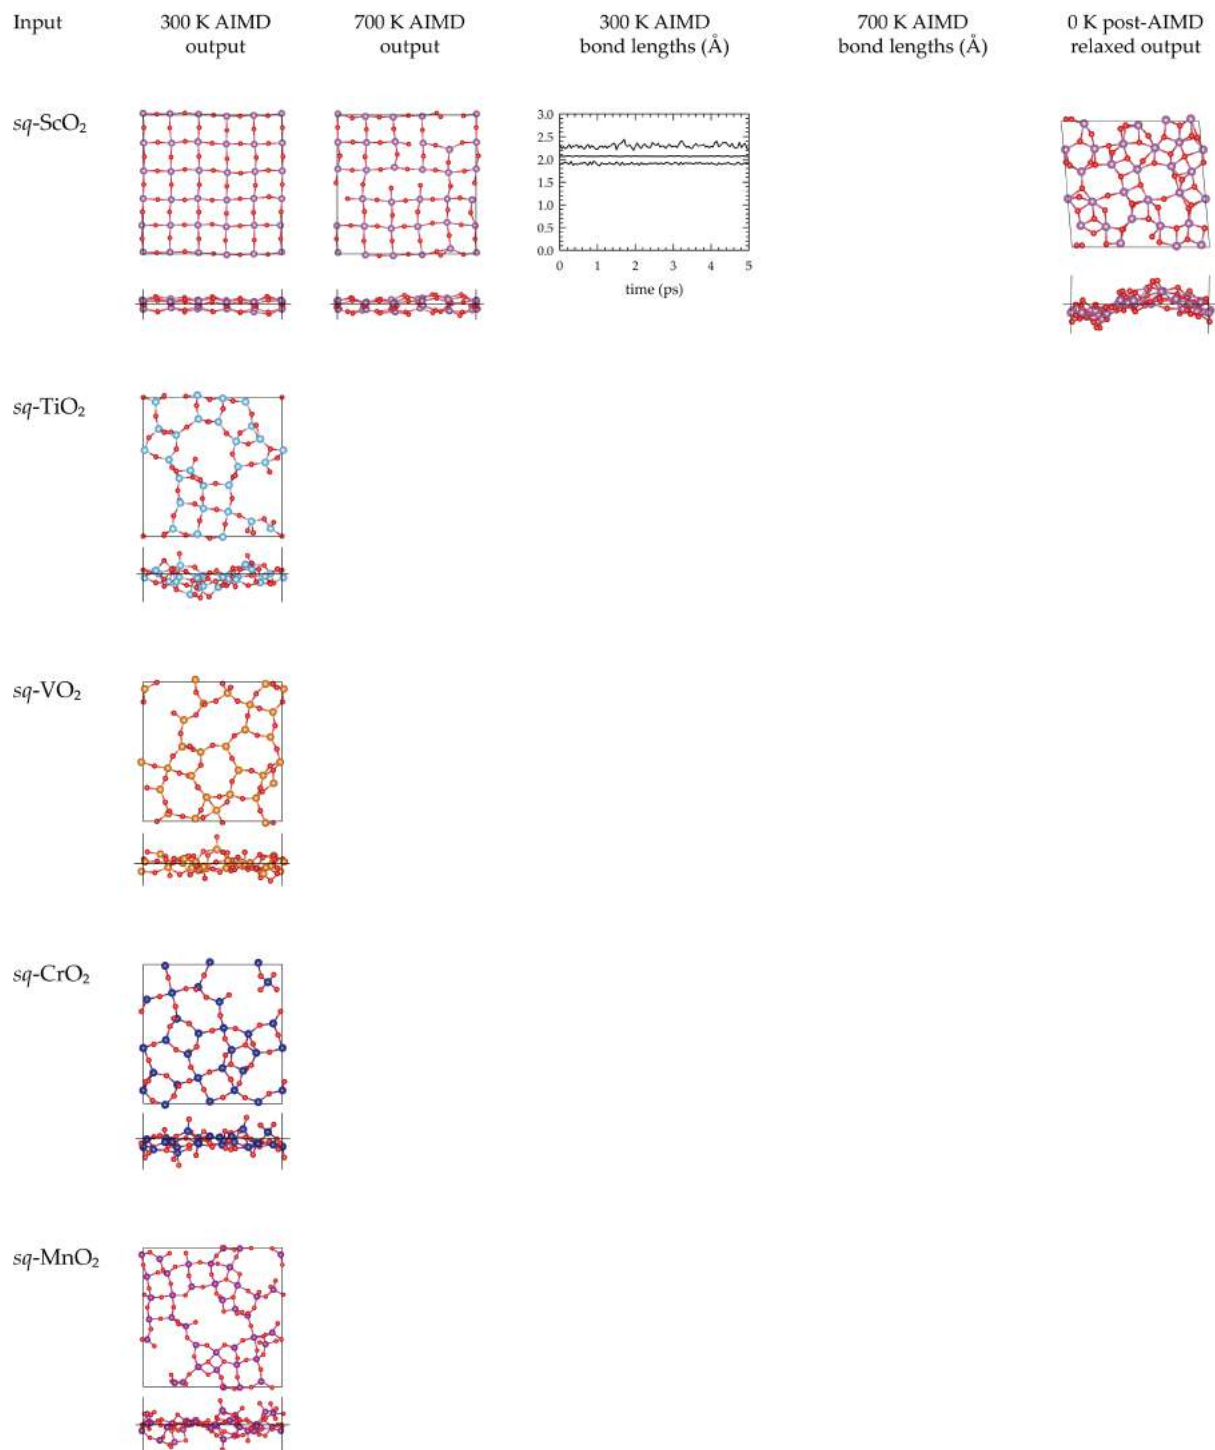 Input
300 K AIMD
output
700 K AIMD
output
300 K AIMD
bond lengths (Å)
700 K AIMD
bond lengths (Å)
0 K post-AIMD
relaxed output
sq-ScO₂
3.0
2.5
2.0
1.5
1.0
0.5
0.0
0 1 2 3 4 5
time (ps)
sq-TiO₂
sq-VO₂
sq-CrO₂
sq-MnO₂